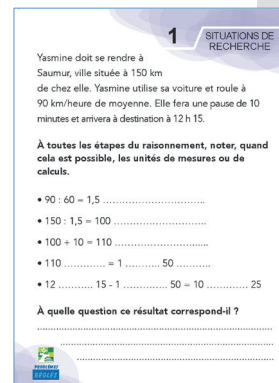 1
SITUATIONS DE
RECHERCHE
Yasmine doit se rendre à
Saumur, ville située à 150 km
de chez elle. Yasmine utilise sa voiture et roule à
90 km/heure de moyenne. Elle fera une pause de 10
minutes et arrivera à destination à 12 h 15.
À toutes les étapes du raisonnement, noter, quand
cela est possible, les unités de mesures ou de
calculs.
• 90 : 60 = 1,5 ..............................
• 150 : 1,5 = 100 ...........................
• 100 + 10 = 110 ............................
• 110 ............ = 1 .......... 50 ..........
• 12 .......... 15 - 1 ............ 50 = 10 ............ 25
À quelle question ce résultat correspond-il ?
PROBLÈMES
RÉGLÉS